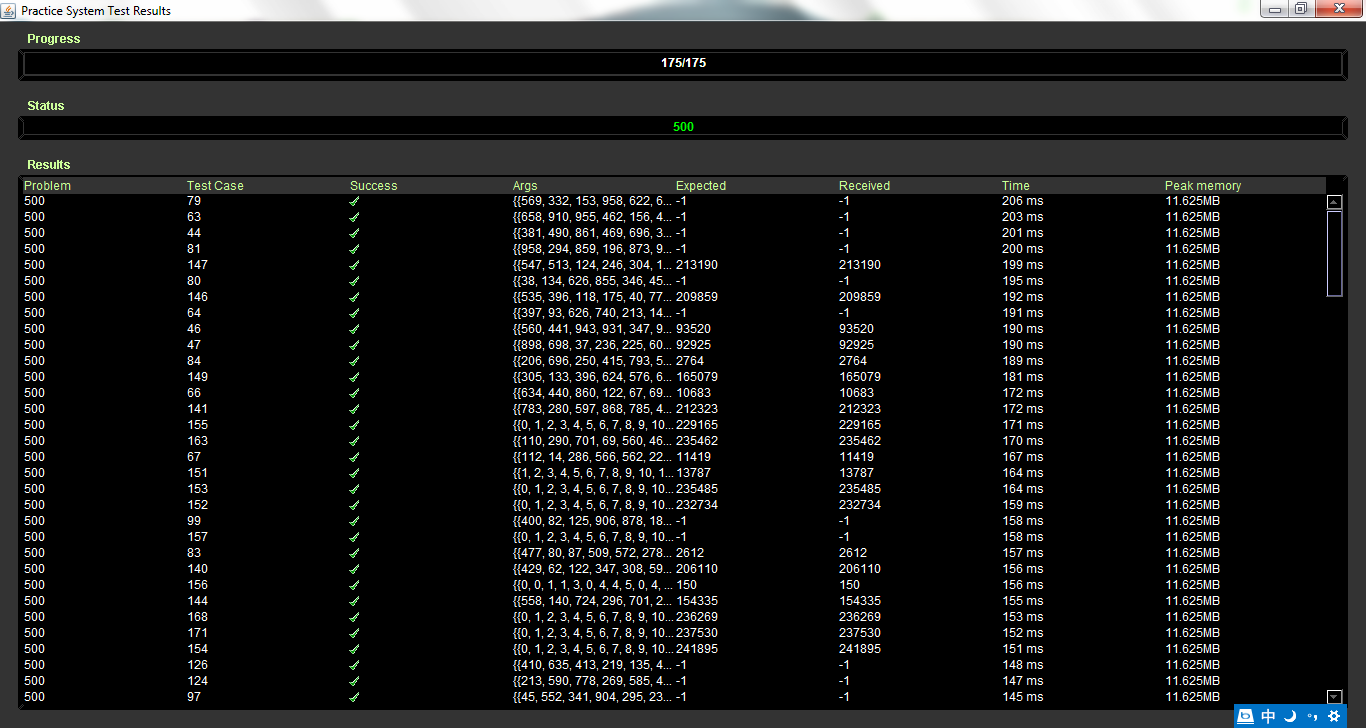 Practice System Test Results
Progress
175/175
Status
500
Results
Problem Test Case Success Args Expected Received Time Peak memory
500 79 {{569, 332, 153, 958, 622, 6... -1 -1 206 ms 11.625MB
500 63 {{658, 910, 955, 462, 156, 4... -1 -1 203 ms 11.625MB
500 44 {{381, 490, 861, 469, 696, 3... -1 -1 201 ms 11.625MB
500 81 {{958, 294, 859, 196, 873, 9... -1 -1 200 ms 11.625MB
500 147 {{547, 513, 124, 246, 304, 1... 213190 213190 199 ms 11.625MB
500 80 {{38, 134, 626, 855, 346, 45... -1 -1 195 ms 11.625MB
500 146 {{535, 396, 118, 175, 40, 77... 209859 209859 192 ms 11.625MB
500 64 {{397, 93, 626, 740, 213, 14... -1 -1 191 ms 11.625MB
500 46 {{560, 441, 943, 931, 347, 9... 93520 93520 190 ms 11.625MB
500 47 {{898, 698, 37, 236, 225, 60... 92925 92925 190 ms 11.625MB
500 84 {{206, 696, 250, 415, 793, 5... 2764 2764 189 ms 11.625MB
500 149 {{305, 133, 396, 624, 576, 6... 165079 165079 181 ms 11.625MB
500 66 {{634, 440, 860, 122, 67, 69... 10683 10683 172 ms 11.625MB
500 141 {{783, 280, 597, 868, 785, 4... 212323 212323 172 ms 11.625MB
500 155 {{0, 1, 2, 3, 4, 5, 6, 7, 8, 9, 10... 229165 229165 171 ms 11.625MB
500 163 {{110, 290, 701, 69, 560, 46... 235462 235462 170 ms 11.625MB
500 67 {{112, 14, 286, 566, 562, 22... 11419 11419 167 ms 11.625MB
500 151 {{1, 2, 3, 4, 5, 6, 7, 8, 9, 10, 1... 13787 13787 164 ms 11.625MB
500 153 {{0, 1, 2, 3, 4, 5, 6, 7, 8, 9, 10... 235485 235485 164 ms 11.625MB
500 152 {{0, 1, 2, 3, 4, 5, 6, 7, 8, 9, 10... 232734 232734 159 ms 11.625MB
500 99 {{400, 82, 125, 906, 878, 18... -1 -1 158 ms 11.625MB
500 157 {{0, 1, 2, 3, 4, 5, 6, 7, 8, 9, 10... -1 -1 158 ms 11.625MB
500 83 {{477, 80, 87, 509, 572, 278... 2612 2612 157 ms 11.625MB
500 140 {{429, 62, 122, 347, 308, 59... 206110 206110 156 ms 11.625MB
500 156 {{0, 0, 1, 1, 3, 0, 4, 4, 5, 0, 4, ... 150 150 156 ms 11.625MB
500 144 {{558, 140, 724, 296, 701, 2... 154335 154335 155 ms 11.625MB
500 168 {{0, 1, 2, 3, 4, 5, 6, 7, 8, 9, 10... 236269 236269 153 ms 11.625MB
500 171 {{0, 1, 2, 3, 4, 5, 6, 7, 8, 9, 10... 237530 237530 152 ms 11.625MB
500 154 {{0, 1, 2, 3, 4, 5, 6, 7, 8, 9, 10... 241895 241895 151 ms 11.625MB
500 126 {{410, 635, 413, 219, 135, 4... -1 -1 148 ms 11.625MB
500 124 {{213, 590, 778, 269, 585, 4... -1 -1 147 ms 11.625MB
500 97 {{45, 552, 341, 904, 295, 23... -1 -1 145 ms 11.625MB
中